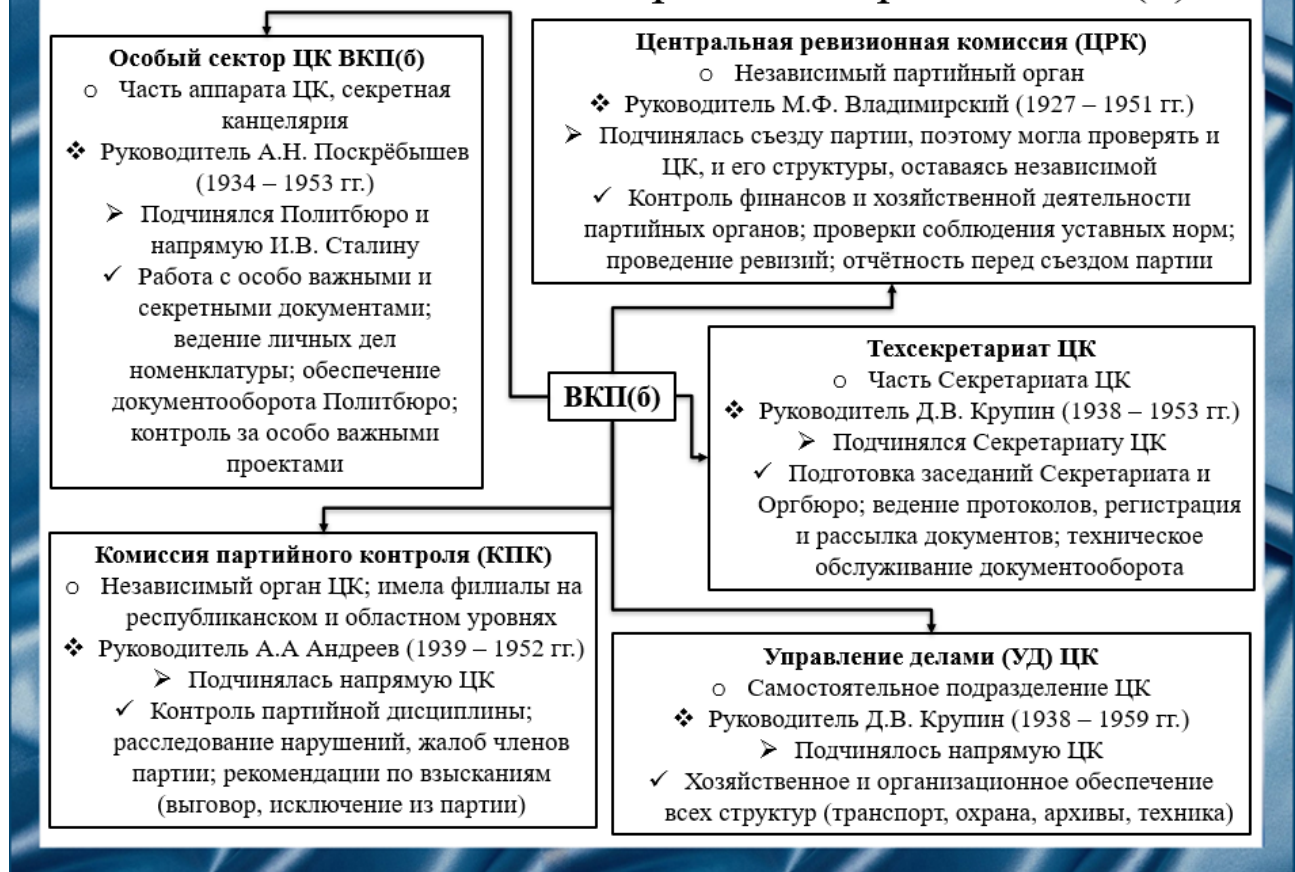 Особый сектор ЦК ВКП(б)
○ Часть аппарата ЦК, секретная
канцелярия
❖ Руководитель А.Н. Поскрёбышев
(1934 – 1953 гг.)
➢ Подчинялся Политбюро и
напрямую И.В. Сталину
✓ Работа с особо важными и
секретными документами;
ведение личных дел
номенклатуры; обеспечение
документооборота Политбюро;
контроль за особо важными
проектами
Центральная ревизионная комиссия (ЦРК)
○ Независимый партийный орган
❖ Руководитель М.Ф. Владимирский (1927 – 1951 гг.)
➢ Подчинялась съезду партии, поэтому могла проверять и
ЦК, и его структуры, оставаясь независимой
✓ Контроль финансов и хозяйственной деятельности
партийных органов; проверки соблюдения уставных норм;
проведение ревизий; отчётность перед съездом партии
ВКП(б)
Техсекретариат ЦК
○ Часть Секретариата ЦК
❖ Руководитель Д.В. Крупин (1938 – 1953 гг.)
➢ Подчинялся Секретариату ЦК
✓ Подготовка заседаний Секретариата и
Оргбюро; ведение протоколов, регистрация
и рассылка документов; техническое
обслуживание документооборота
Комиссия партийного контроля (КПК)
○ Независимый орган ЦК; имела филиалы на
республиканском и областном уровнях
❖ Руководитель А.А Андреев (1939 – 1952 гг.)
➢ Подчинялась напрямую ЦК
✓ Контроль партийной дисциплины;
расследование нарушений, жалоб членов
партии; рекомендации по взысканиям
(выговор, исключение из партии)
Управление делами (УД) ЦК
○ Самостоятельное подразделение ЦК
❖ Руководитель Д.В. Крупин (1938 – 1959 гг.)
➢ Подчинялось напрямую ЦК
✓ Хозяйственное и организационное обеспечение
всех структур (транспорт, охрана, архивы, техника)